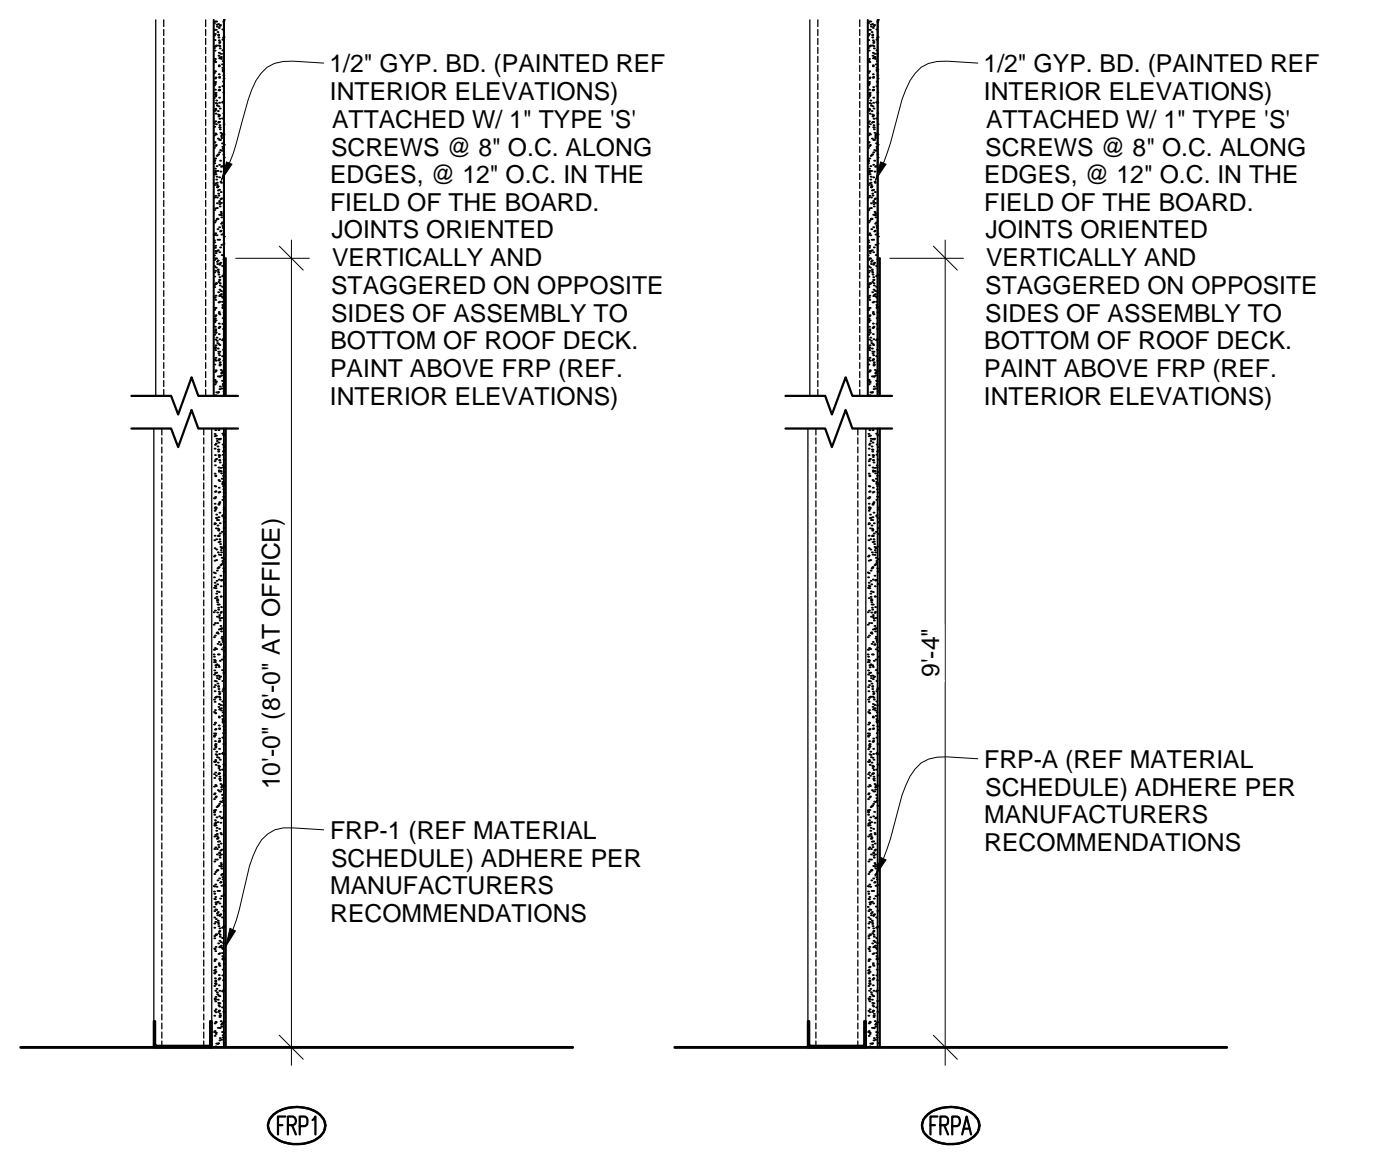 1/2" GYP. BD. (PAINTED REF
INTERIOR ELEVATIONS)
ATTACHED W/ 1" TYPE 'S'
SCREWS @ 8" O.C. ALONG
EDGES, @ 12" O.C. IN THE
FIELD OF THE BOARD.
JOINTS ORIENTED
VERTICALLY AND
STAGGERED ON OPPOSITE
SIDES OF ASSEMBLY TO
BOTTOM OF ROOF DECK.
PAINT ABOVE FRP (REF.
INTERIOR ELEVATIONS)
10'-0" (8'-0" AT OFFICE)
FRP-1 (REF MATERIAL
SCHEDULE) ADHERE PER
MANUFACTURERS
RECOMMENDATIONS
FRP1
1/2" GYP. BD. (PAINTED REF
INTERIOR ELEVATIONS)
ATTACHED W/ 1" TYPE 'S'
SCREWS @ 8" O.C. ALONG
EDGES, @ 12" O.C. IN THE
FIELD OF THE BOARD.
JOINTS ORIENTED
VERTICALLY AND
STAGGERED ON OPPOSITE
SIDES OF ASSEMBLY TO
BOTTOM OF ROOF DECK.
PAINT ABOVE FRP (REF.
INTERIOR ELEVATIONS)
9'-4"
FRP-A (REF MATERIAL
SCHEDULE) ADHERE PER
MANUFACTURERS
RECOMMENDATIONS
FRPA